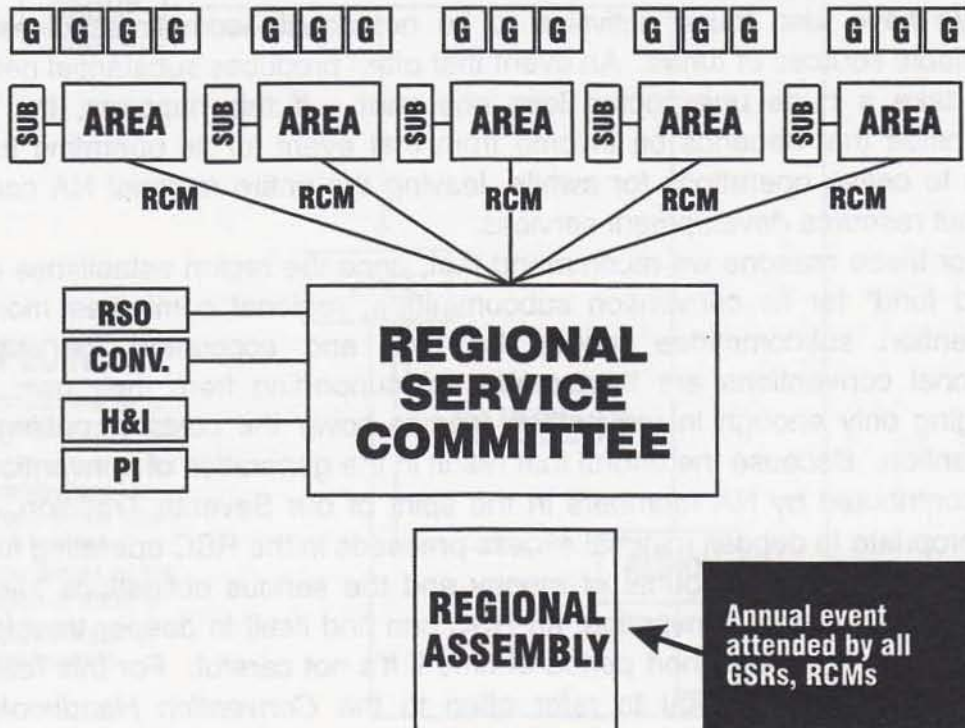 G G G G G G G G G G G G G G G G
SUB AREA SUB AREA SUB AREA SUB AREA SUB AREA
RCM RCM RCM RCM RCM
RSO
CONV.
H&I
PI
REGIONAL
SERVICE
COMMITTEE
REGIONAL
ASSEMBLY
Annual event
attended by all
GSRs, RCMs